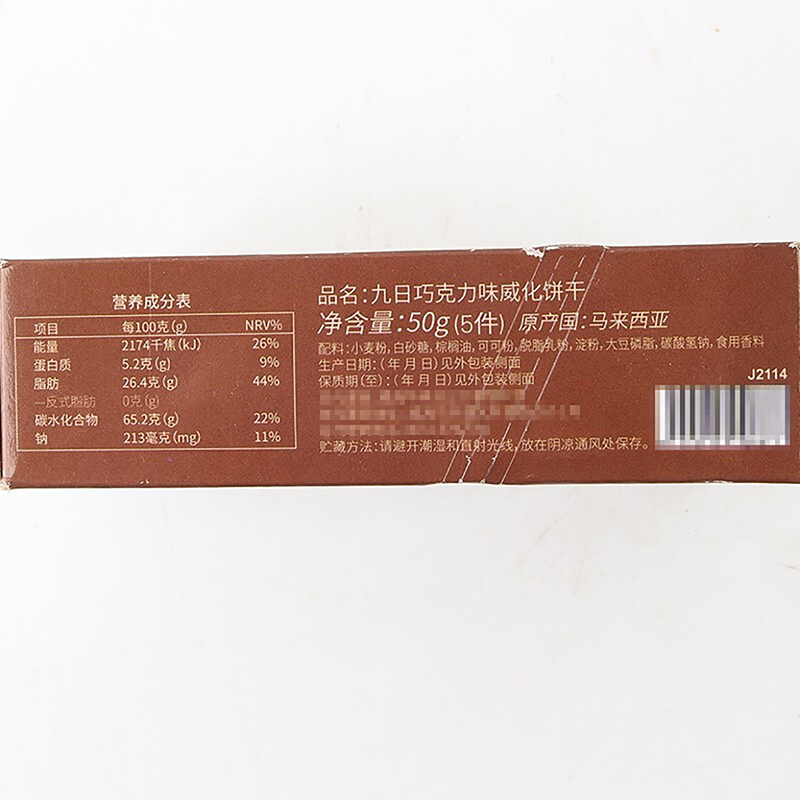 营养成分表
项目 每100克(g) NRV%
能量 2174千焦(kJ) 26%
蛋白质 5.2克(g) 9%
脂肪 26.4克(g) 44%
—反式脂肪 0克(g)
碳水化合物 65.2克(g) 22%
钠 213毫克(mg) 11%
品名:九日巧克力味威化饼干
净含量:50g(5件) 原产国:马来西亚
配料:小麦粉,白砂糖,棕榈油,可可粉,脱脂乳粉,淀粉,大豆磷脂,碳酸氢钠,食用香料
生产日期:(年 月 日)见外包装侧面
保质期(至):(年 月 日)见外包装侧面
贮藏方法:请避开潮湿和直射光线,放在阴凉通风处保存。
J2114